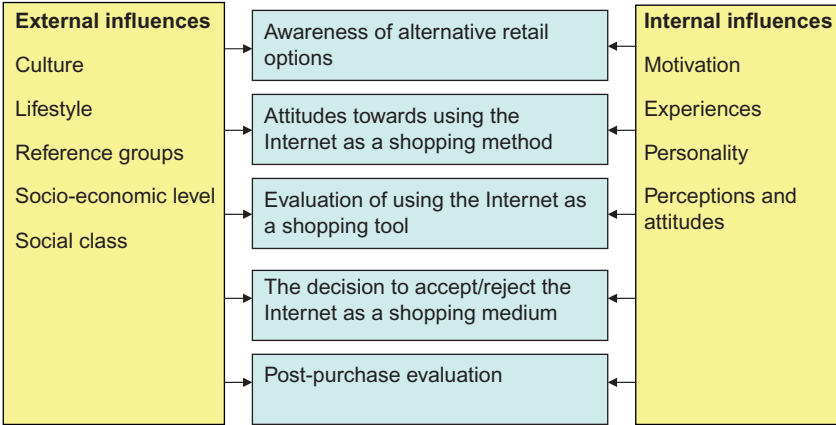 External influences
Culture
Lifestyle
Reference groups
Socio-economic level
Social class
Awareness of alternative retail
options
Attitudes towards using the
Internet as a shopping method
Evaluation of using the Internet as
a shopping tool
The decision to accept/reject the
Internet as a shopping medium
Post-purchase evaluation
Internal influences
Motivation
Experiences
Personality
Perceptions and
attitudes